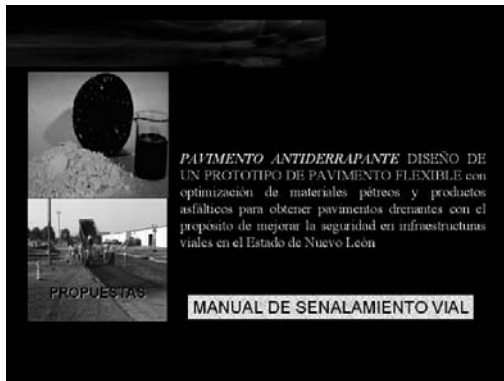 PAVIMENTO ANTIDERRAPANTE DISEÑO DE
UN PROTOTIPO DE PAVIMENTO FLEXIBLE con
optimización de materiales pétreos y productos
asfálticos para obtener pavimentos drenantes con el
propósito de mejorar la seguridad en infraestructuras
viales en el Estado de Nuevo León
PROPUESTAS
MANUAL DE SENALAMIENTO VIAL